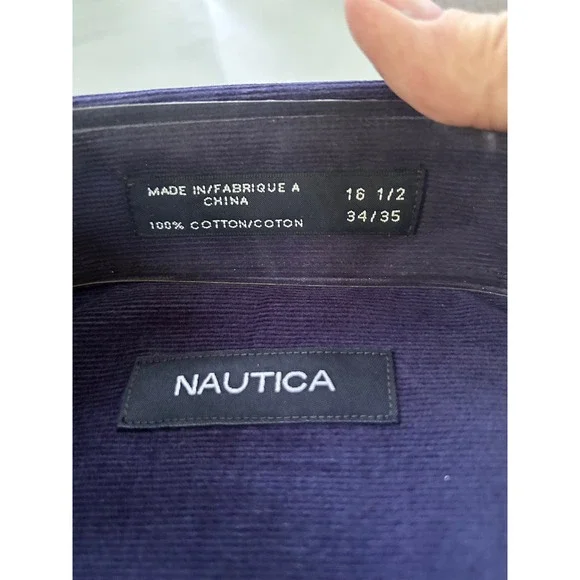 MADE IN/FABRIQUE A
CHINA
100% COTTON/COTON
16 1/2
34/35
NAUTICA